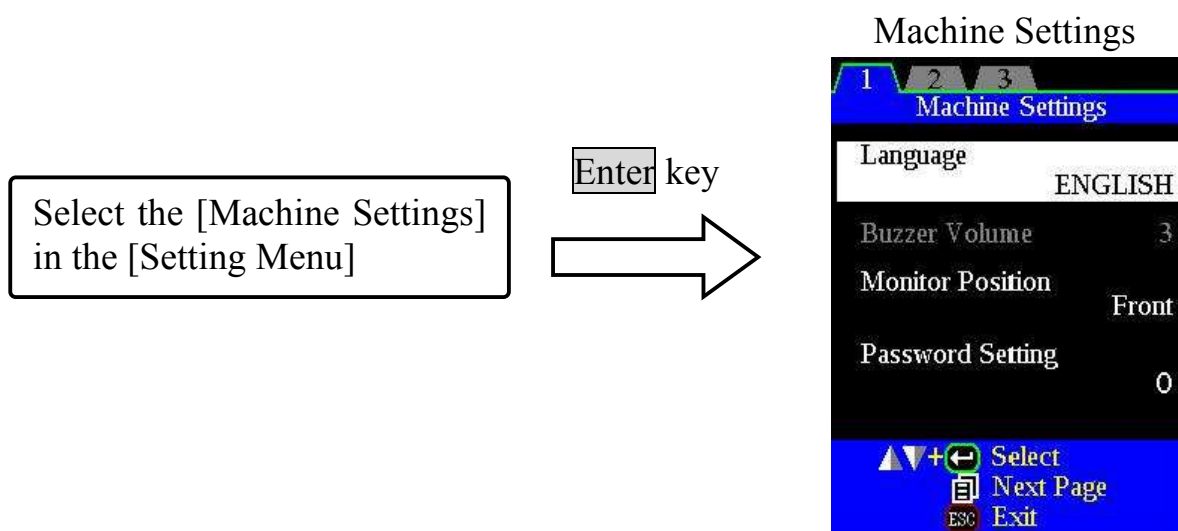 Select the [Machine Settings]
in the [Setting Menu]
Enter key
Machine Settings
1 2 3
Machine Settings
Language
ENGLISH
Buzzer Volume 3
Monitor Position
Front
Password Setting
0
+ Select
Next Page
ESC Exit